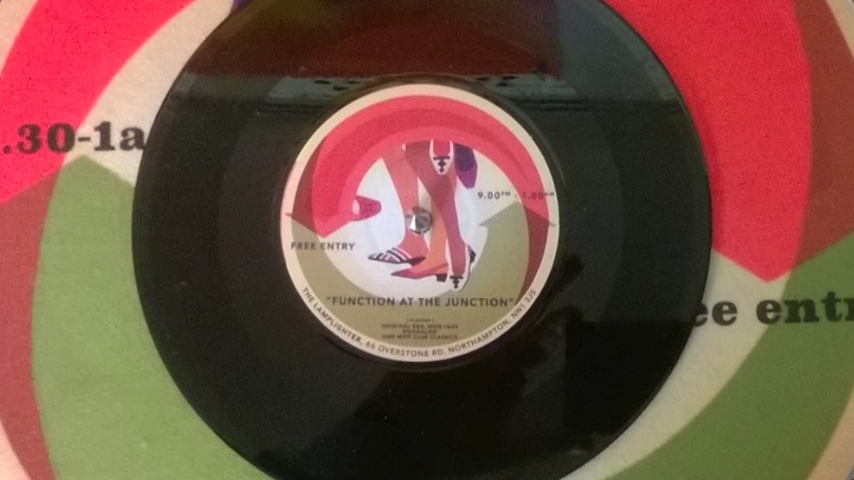 .30-1a
9.00PM - 1.00AM
FREE ENTRY
ee entr
"FUNCTION AT THE JUNCTION"
ORIGINAL R&B, MOD JAZZ
BOOGALOO
AND MOD CLUB CLASSICS
THE LAMPLIGHTER, 66 OVERSTONE RD, NORTHAMPTON, NN1 3JS